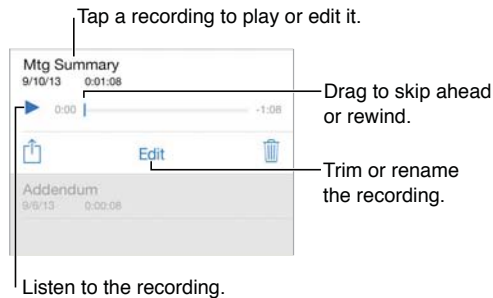 Tap a recording to play or edit it.
Mtg Summary
9/10/13 0:01:08
0:00 -1:08
Drag to skip ahead
or rewind.
Edit
Trim or rename
the recording.
Addendum
9/6/13 0:00:08
Listen to the recording.